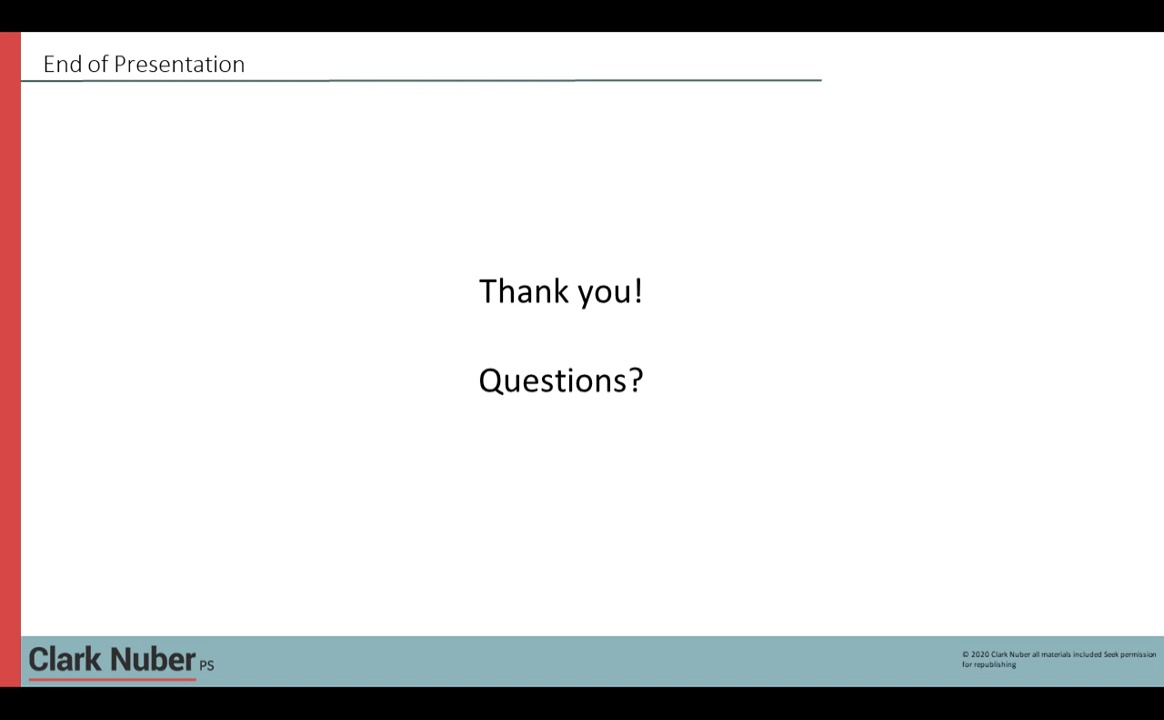 End of Presentation
Thank you!
Questions?
Clark Nuber PS
© 2020 Clark Nuber all materials included Seek permission
for republishing